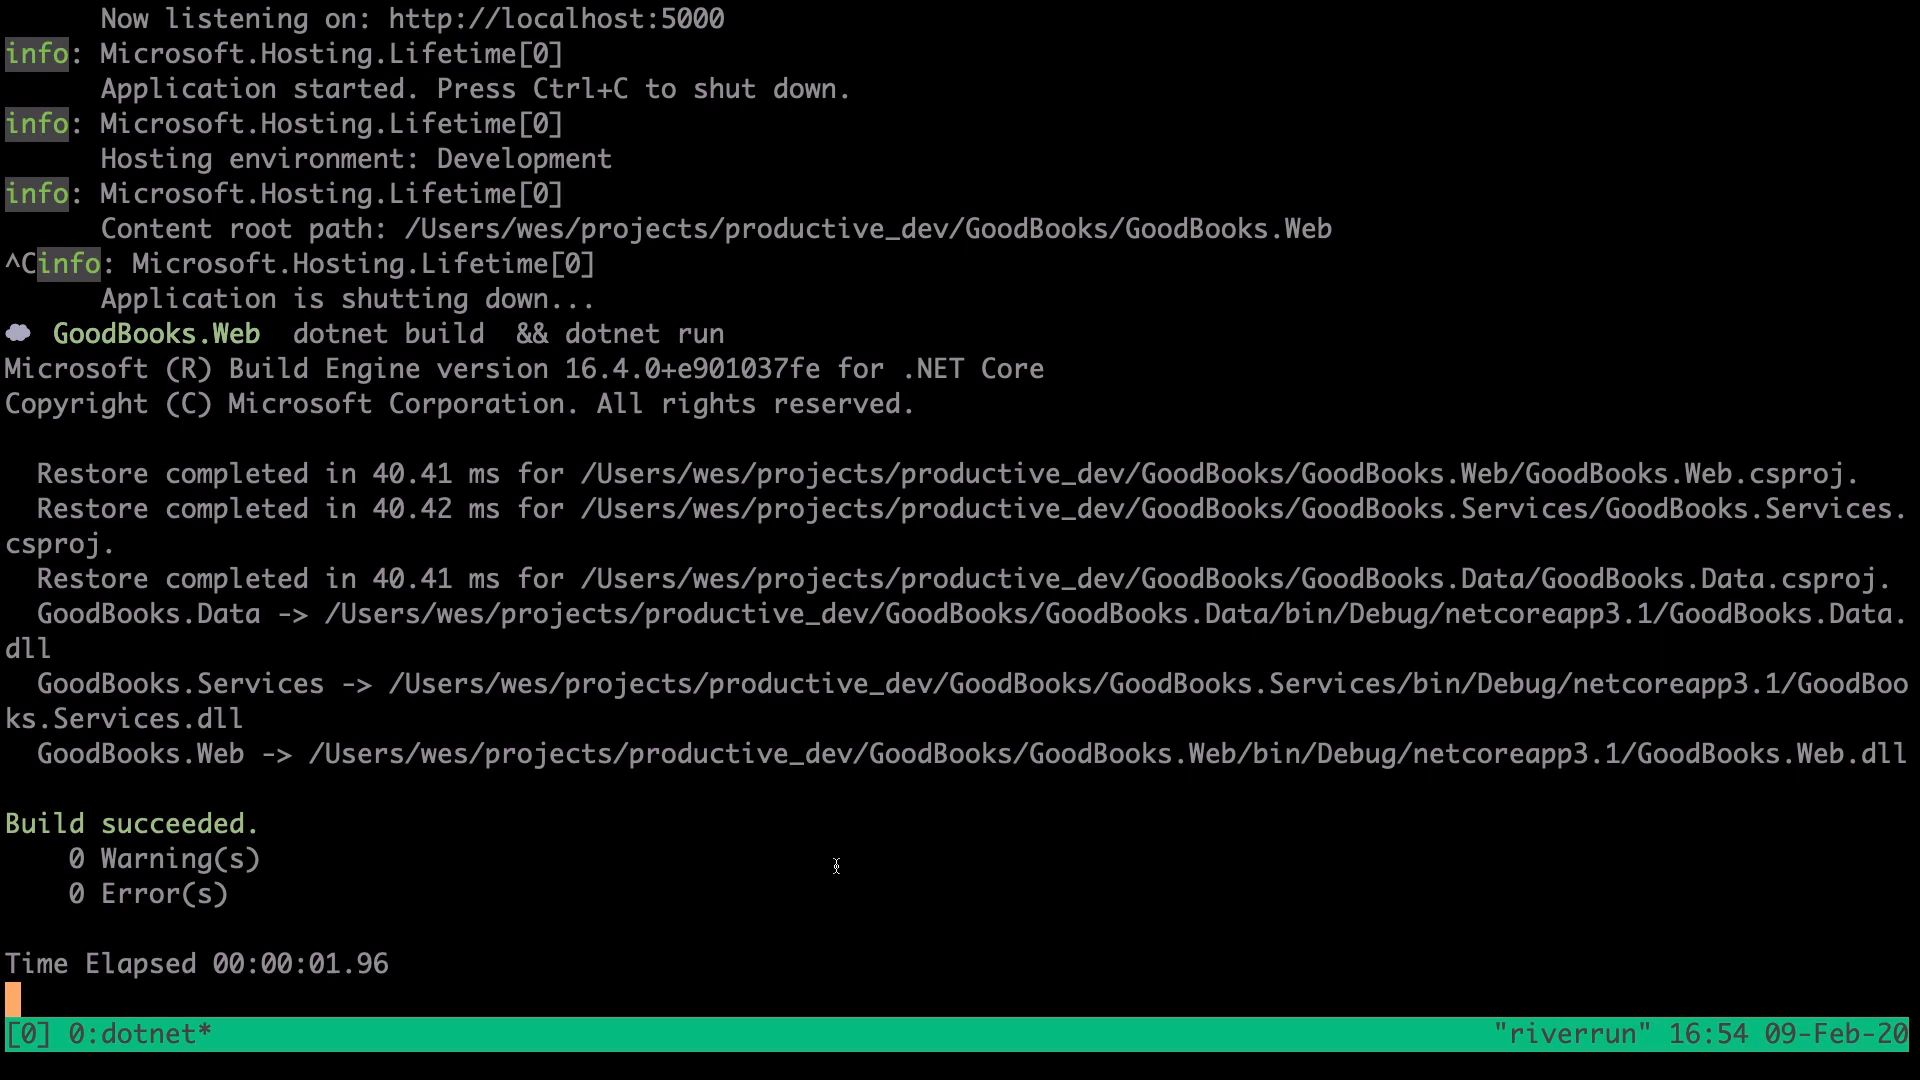 Now listening on: http://localhost:5000
info: Microsoft.Hosting.Lifetime[0]
Application started. Press Ctrl+C to shut down.
info: Microsoft.Hosting.Lifetime[0]
Hosting environment: Development
info: Microsoft.Hosting.Lifetime[0]
Content root path: /Users/wes/projects/productive_dev/GoodBooks/GoodBooks.Web
^Cinfo: Microsoft.Hosting.Lifetime[0]
Application is shutting down...
GoodBooks.Web  dotnet build  && dotnet run
Microsoft (R) Build Engine version 16.4.0+e901037fe for .NET Core
Copyright (C) Microsoft Corporation. All rights reserved.
Restore completed in 40.41 ms for /Users/wes/projects/productive_dev/GoodBooks/GoodBooks.Web/GoodBooks.Web.csproj.
Restore completed in 40.42 ms for /Users/wes/projects/productive_dev/GoodBooks/GoodBooks.Services/GoodBooks.Services.
csproj.
Restore completed in 40.41 ms for /Users/wes/projects/productive_dev/GoodBooks/GoodBooks.Data/GoodBooks.Data.csproj.
GoodBooks.Data -> /Users/wes/projects/productive_dev/GoodBooks/GoodBooks.Data/bin/Debug/netcoreapp3.1/GoodBooks.Data.
dll
GoodBooks.Services -> /Users/wes/projects/productive_dev/GoodBooks/GoodBooks.Services/bin/Debug/netcoreapp3.1/GoodBoo
ks.Services.dll
GoodBooks.Web -> /Users/wes/projects/productive_dev/GoodBooks/GoodBooks.Web/bin/Debug/netcoreapp3.1/GoodBooks.Web.dll
Build succeeded.
0 Warning(s)
0 Error(s)
Time Elapsed 00:00:01.96
[0] 0:dotnet* "riverrun" 16:54 09-Feb-20